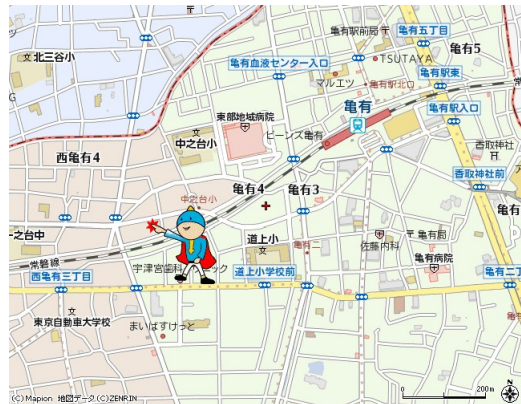 亀有駅前局
亀有五丁目
TSUTAYA
亀有5
北三谷小
亀有血液センター入口
マルエツ
亀有駅北口
亀有駅東
亀有
亀有駅入口
東部地域病院
ビーンズ亀有
中之台小
香取神社
西亀有4
香取神社前
亀有4
亀有3
中之台小
之台中
道上小
亀有二
亀有局
佐藤内科
亀有病院
常磐線
宇津宮歯科
ック
西亀有三丁目
道上小学校前
亀有二丁
東京自動車大学校
まいばすけっと
(C)Mapion 地図データ(C)ZENRIN
0
200m
N